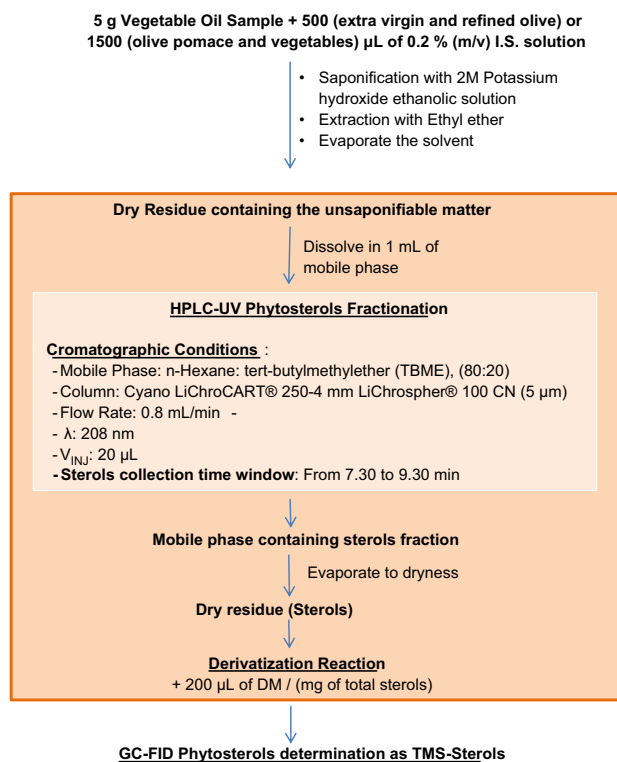 5 g Vegetable Oil Sample + 500 (extra virgin and refined olive) or
1500 (olive pomace and vegetables) µL of 0.2 % (m/v) I.S. solution
• Saponification with 2M Potassium
hydroxide ethanolic solution
• Extraction with Ethyl ether
• Evaporate the solvent
Dry Residue containing the unsaponifiable matter
Dissolve in 1 mL of
mobile phase
HPLC-UV Phytosterols Fractionation
Cromatographic Conditions :
- Mobile Phase: n-Hexane: tert-butylmethylether (TBME), (80:20)
- Column: Cyano LiChroCART® 250-4 mm LiChrospher® 100 CN (5 µm)
- Flow Rate: 0.8 mL/min -
- λ: 208 nm
- VINJ: 20 µL
- Sterols collection time window: From 7.30 to 9.30 min
Mobile phase containing sterols fraction
Evaporate to dryness
Dry residue (Sterols)
Derivatization Reaction
+ 200 µL of DM / (mg of total sterols)
GC-FID Phytosterols determination as TMS-Sterols